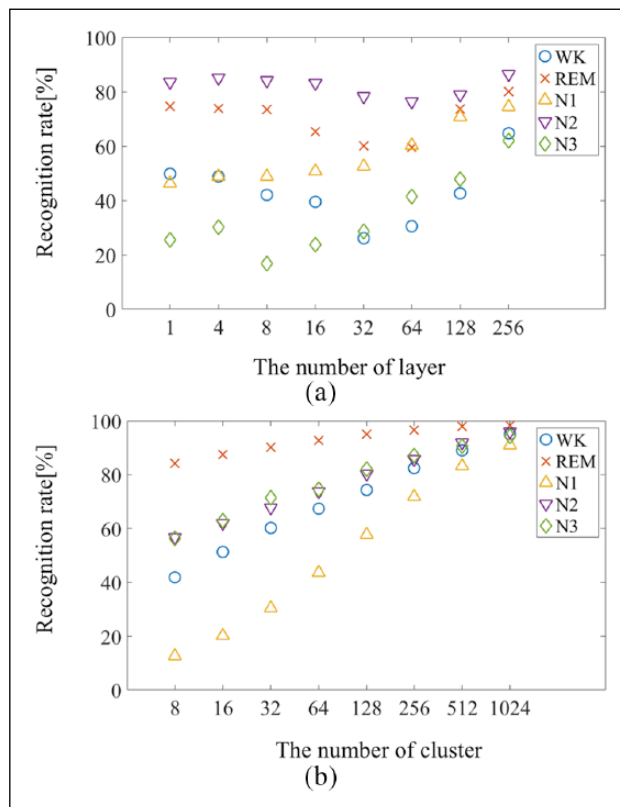 100
80
60
40
20
0
Recognition rate[%]
WK
REM
N1
N2
N3
1 4 8 16 32 64 128 256
The number of layer
(a)
100
80
60
40
20
0
Recognition rate[%]
WK
REM
N1
N2
N3
8 16 32 64 128 256 512 1024
The number of cluster
(b)